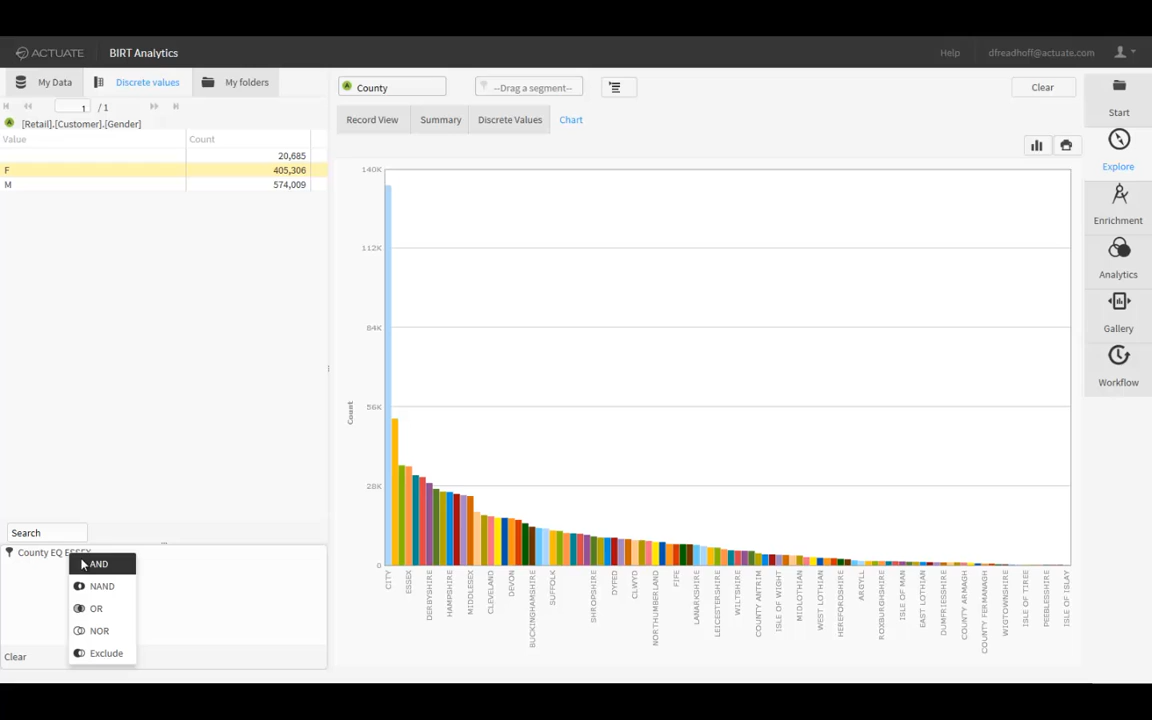 ACTUATE BIRT Analytics Help dfreadhoff@actuate.com
My Data Discrete values My folders
1 / 1
[Retail].[Customer].[Gender]
Value Count
20,685
F 405,306
M 574,009
Search
County EQ ESSEX
AND
NAND
OR
NOR
Exclude
Clear
County --Drag a segment-- Clear
Record View Summary Discrete Values Chart
140K
112K
84K
56K
28K
0
Count
CITY
ESSEX
DERBYSHIRE
HAMPSHIRE
MIDDLESEX
CLEVELAND
DEVON
BUCKINGHAMSHIRE
SUFFOLK
SHROPSHIRE
DYFED
CLWYD
NORTHUMBERLAND
FIFE
LANARKSHIRE
LEICESTERSHIRE
WILTSHIRE
COUNTY ANTRIM
ISLE OF WIGHT
MIDLOTHIAN
WEST LOTHIAN
HEREFORDSHIRE
ARGYLL
ROXBURGHSHIRE
ISLE OF MAN
EAST LOTHIAN
DUMFRIESSHIRE
COUNTY ARMAGH
COUNTY FERMANAGH
WIGTOWNSHIRE
ISLE OF TIREE
PEEBLESSHIRE
ISLE OF ISLAY
Start
Explore
Enrichment
Analytics
Gallery
Workflow